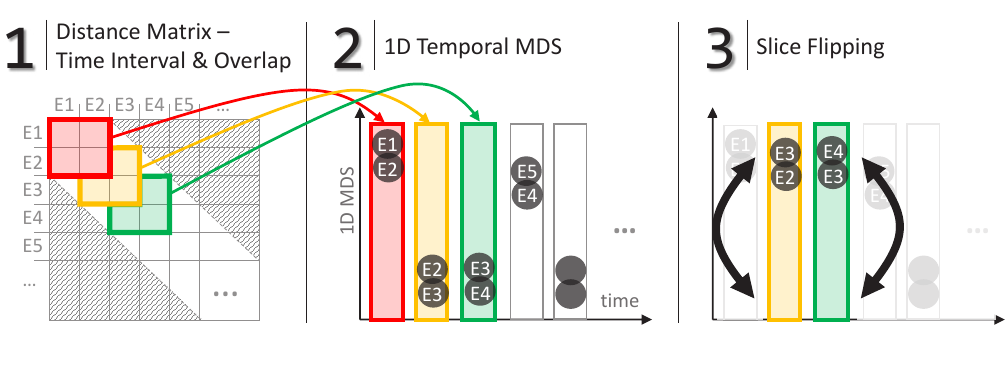 1
Distance Matrix –
Time Interval & Overlap
E1 E2 E3 E4 E5 ...
E1
E2
E3
E4
E5
...
...
2
1D Temporal MDS
1D MDS
E1
E2
E2
E3
E3
E4
E5
E4
...
time
3
Slice Flipping
E1
E3
E2
E4
E3
...